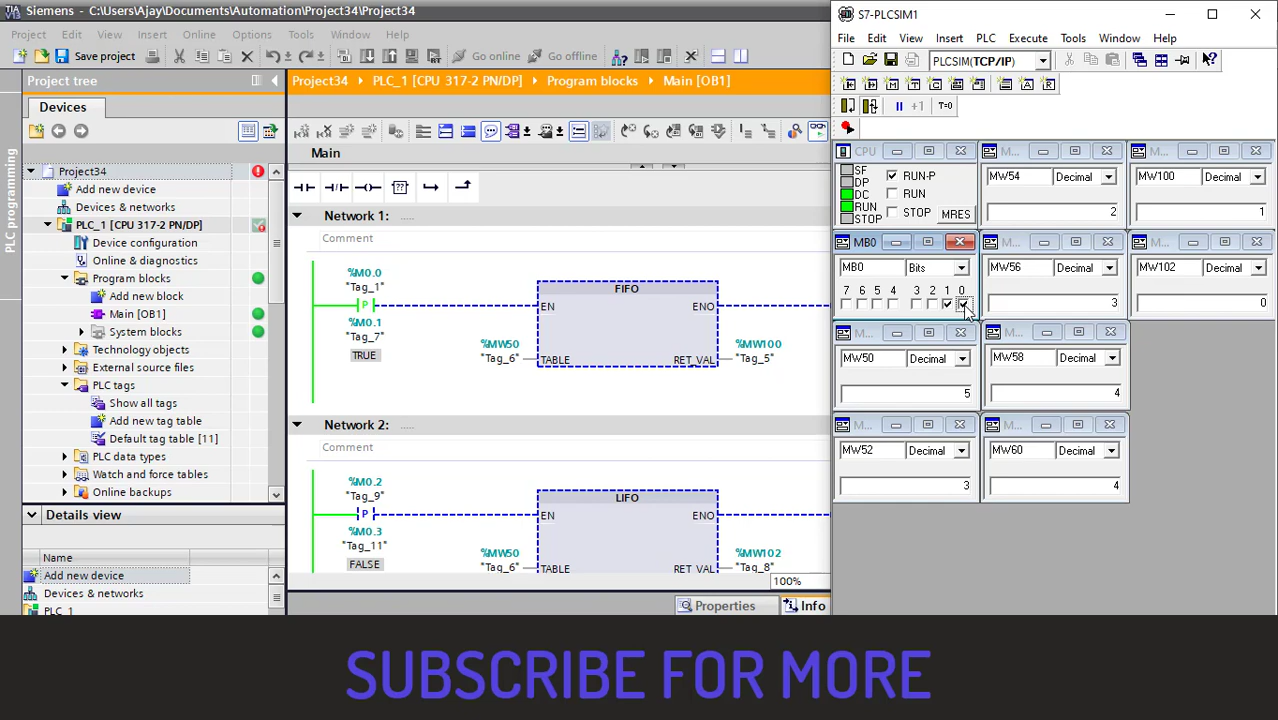 Siemens - C:\Users\Ajay\Documents\Automation\Project34\Project34
Project Edit View Insert Online Options Tools Window Help
Save project
Go online
Go offline
Project tree
Devices
PLC programming
Project34
Add new device
Devices & networks
PLC_1 [CPU 317-2 PN/DP]
Device configuration
Online & diagnostics
Program blocks
Add new block
Main [OB1]
System blocks
Technology objects
External source files
PLC tags
Show all tags
Add new tag table
Default tag table [11]
PLC data types
Watch and force tables
Online backups
Details view
Name
Add new device
Devices & networks
PLC_1
Project34 PLC_1 [CPU 317-2 PN/DP] Program blocks Main [OB1]
Main
Network 1: .....
Comment
%M0.0
"Tag_1"
P
%M0.1
"Tag_7"
TRUE
FIFO
EN
ENO
%MW50
"Tag_6"
TABLE
RET_VAL
%MW100
"Tag_5"
Network 2: .....
Comment
%M0.2
"Tag_9"
P
%M0.3
"Tag_11"
FALSE
LIFO
EN
ENO
%MW50
"Tag_6"
TABLE
RET_VAL
%MW102
"Tag_8"
100%
Properties
Info
S7-PLCSIM1
File Edit View Insert PLC Execute Tools Window Help
PLCSIM(TCP/IP)
+1
T=0
CPU
SF
DP
DC
RUN
STOP
RUN-P
RUN
STOP
MRES
M...
MW54 Decimal
2
M...
MW100 Decimal
1
MB0
MB0 Bits
7 6 5 4 3 2 1 0
M...
MW56 Decimal
3
M...
MW102 Decimal
0
M...
MW50 Decimal
5
M...
MW58 Decimal
4
M...
MW52 Decimal
3
M...
MW60 Decimal
4
SUBSCRIBE FOR MORE